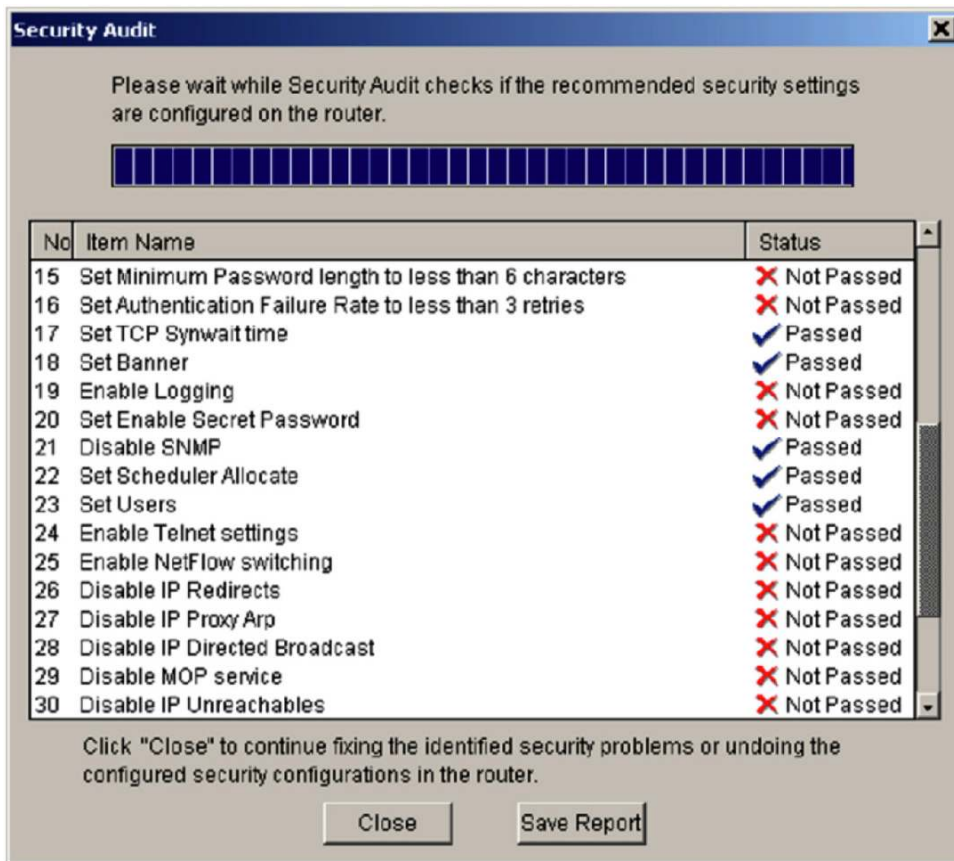 Security Audit
Please wait while Security Audit checks if the recommended security settings
are configured on the router.
No Item Name Status
15 Set Minimum Password length to less than 6 characters Not Passed
16 Set Authentication Failure Rate to less than 3 retries Not Passed
17 Set TCP Synwait time Passed
18 Set Banner Passed
19 Enable Logging Not Passed
20 Set Enable Secret Password Not Passed
21 Disable SNMP Passed
22 Set Scheduler Allocate Passed
23 Set Users Passed
24 Enable Telnet settings Not Passed
25 Enable NetFlow switching Not Passed
26 Disable IP Redirects Not Passed
27 Disable IP Proxy Arp Not Passed
28 Disable IP Directed Broadcast Not Passed
29 Disable MOP service Not Passed
30 Disable IP Unreachables Not Passed
Click "Close" to continue fixing the identified security problems or undoing the
configured security configurations in the router.
Close Save Report